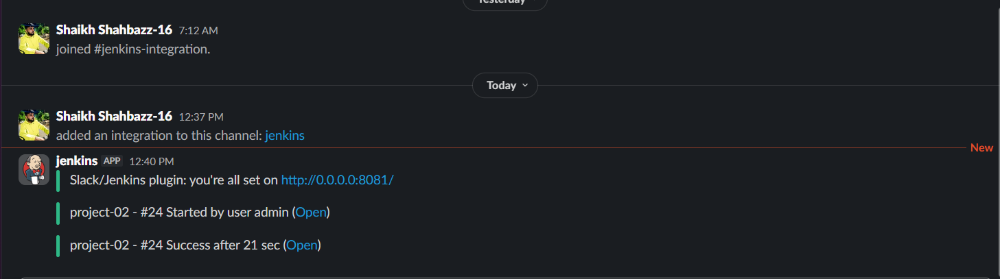 Yesterday
Shaikh Shahbazz-16 7:12 AM
joined #jenkins-integration.
Today
Shaikh Shahbazz-16 12:37 PM
added an integration to this channel: jenkins
New
jenkins APP 12:40 PM
Slack/Jenkins plugin: you're all set on http://0.0.0.0:8081/
project-02 - #24 Started by user admin (Open)
project-02 - #24 Success after 21 sec (Open)